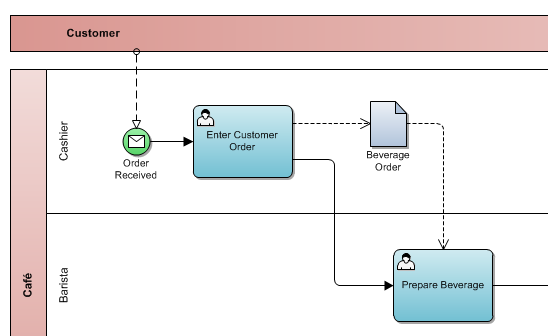 Customer
Cashier
Order
Received
Enter Customer
Order
Beverage
Order
Café
Barista
Prepare Beverage